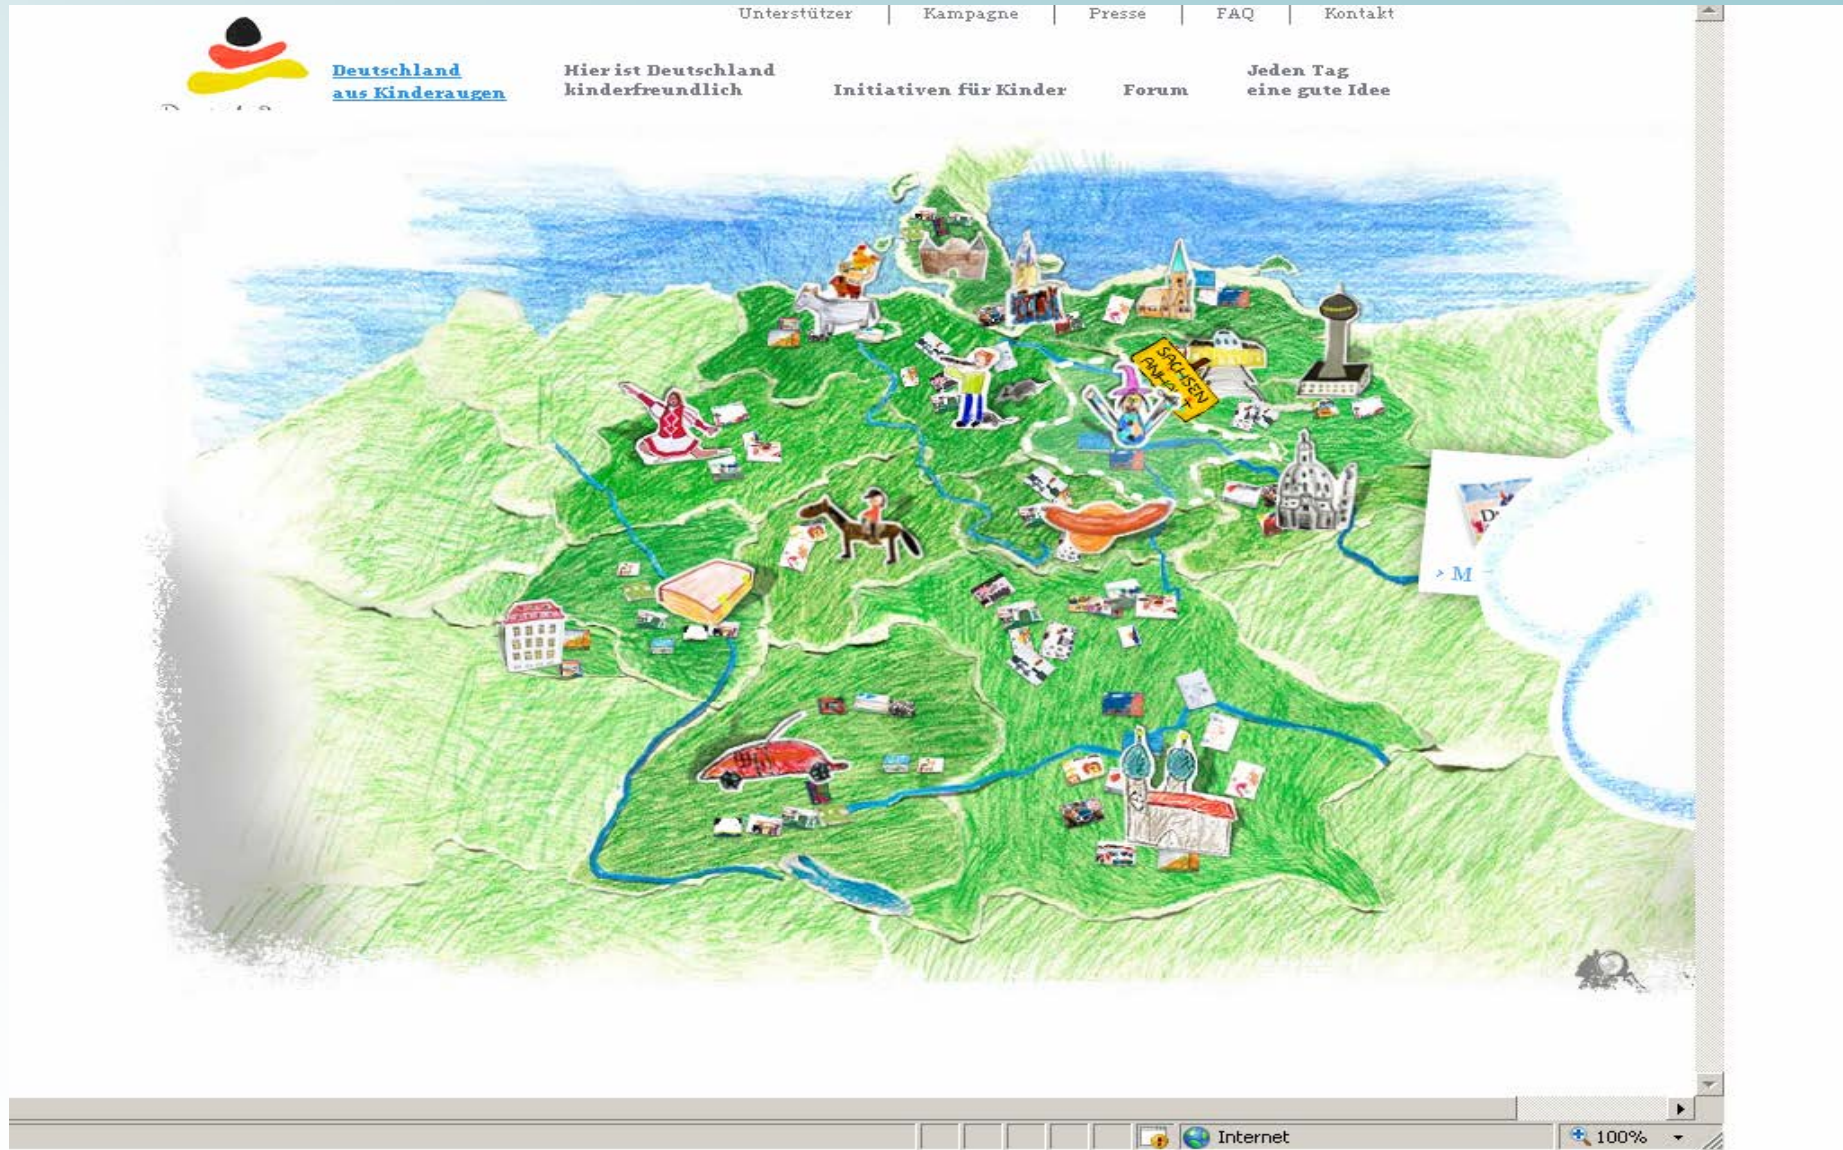 Unterstützer | Kampagne | Presse | FAQ | Kontakt
Deutschland
aus Kinderaugen
Hier ist Deutschland
kinderfreundlich
Initiativen für Kinder
Forum
Jeden Tag
eine gute Idee
SACHSEN
ANHALT
› M
Internet
100%